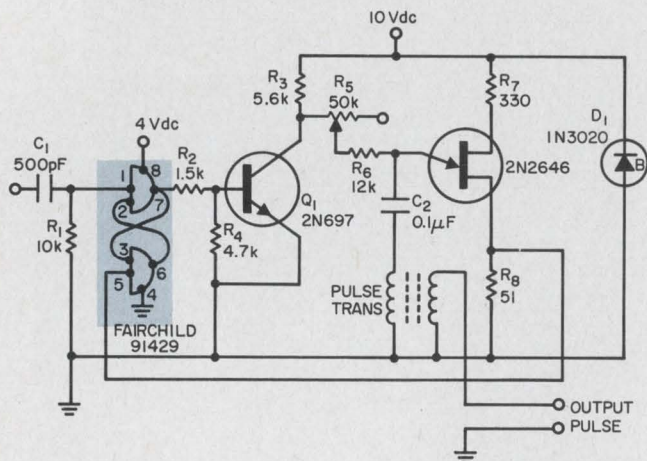 10 Vdc
R3
5.6k
R5
50k
R7
330
D1
1N3020
B
4 Vdc
C1
500pF
R2
1.5k
1
8
2
7
3
6
5
4
R1
10k
R4
4.7k
Q1
2N697
R6
12k
C2
0.1μF
2N2646
PULSE
TRANS
R8
51
FAIRCHILD
91429
OUTPUT
PULSE